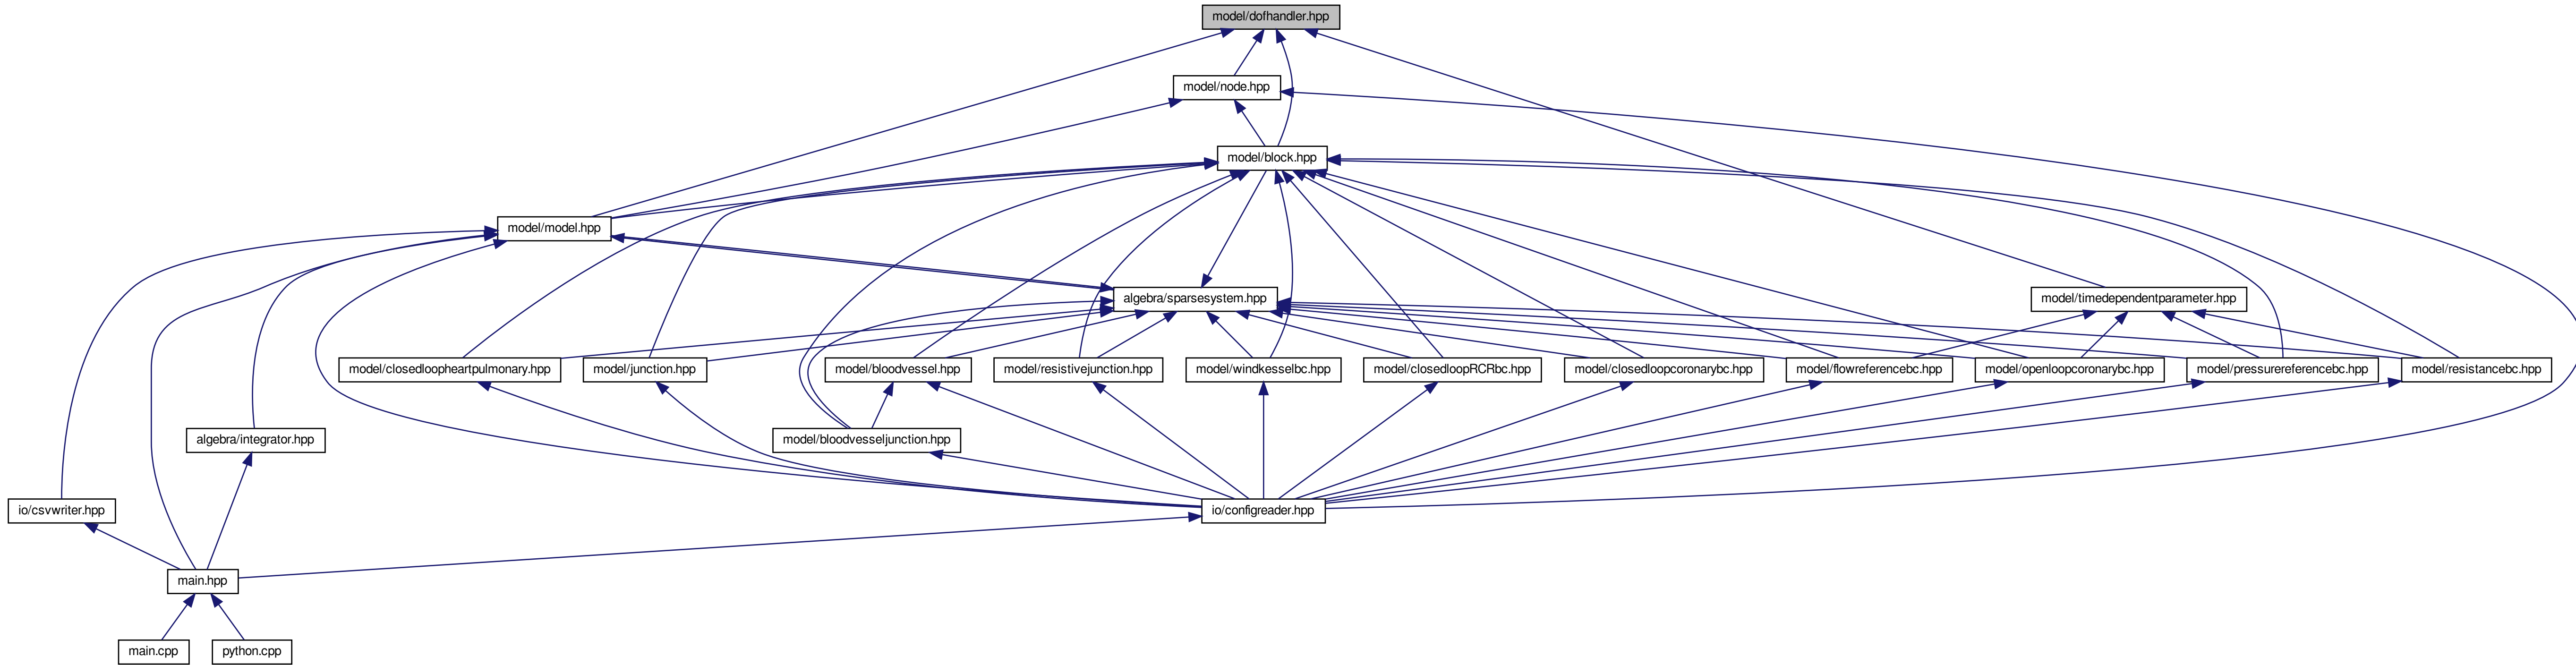 model/dofhandler.hpp
model/node.hpp
model/block.hpp
model/model.hpp
algebra/sparsesystem.hpp
model/timedependentparameter.hpp
model/closedloopheartpulmonary.hpp
model/junction.hpp
model/bloodvessel.hpp
model/resistivejunction.hpp
model/windkesselbc.hpp
model/closedloopRCRbc.hpp
model/closedloopcoronarybc.hpp
model/flowreferencebc.hpp
model/openloopcoronarybc.hpp
model/pressurereferencebc.hpp
model/resistancebc.hpp
algebra/integrator.hpp
model/bloodvesseljunction.hpp
io/csvwriter.hpp
io/configreader.hpp
main.hpp
main.cpp
python.cpp